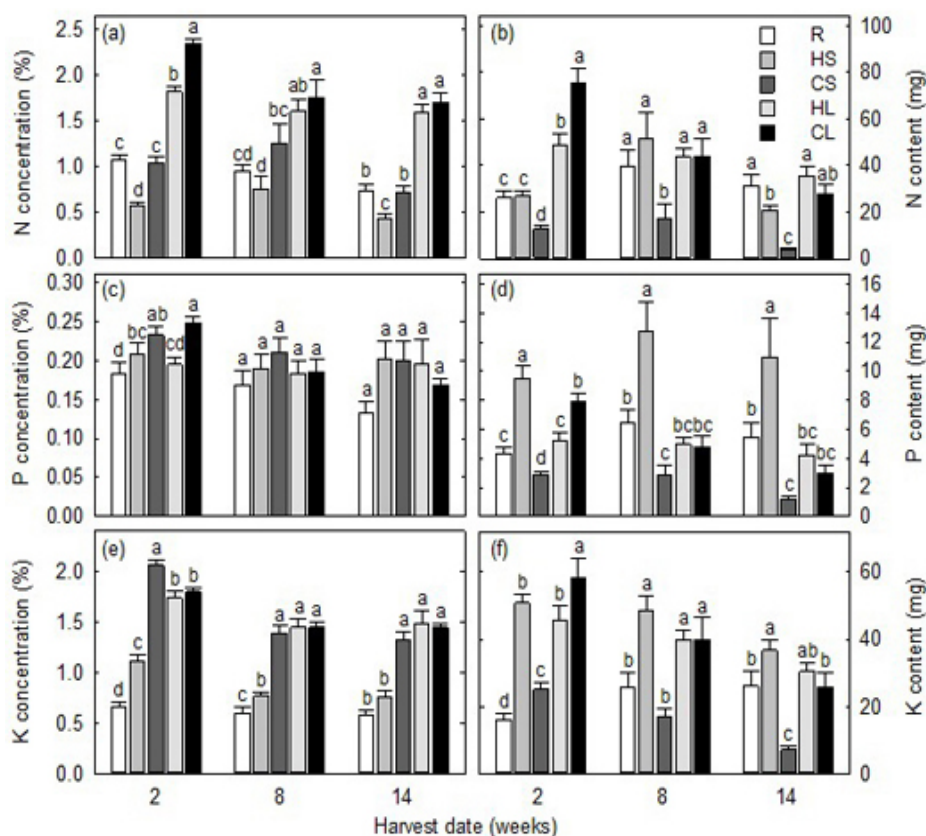 N concentration (%)
2.5
2.0
1.5
1.0
0.5
0.0
(a)
c d c b a
cd d bc ab a
b c b a a
(b)
c c d b a
a a b a a
a b c a ab
R
HS
CS
HL
CL
100
80
60
40
20
0
N content (mg)
P concentration (%)
0.30
0.25
0.20
0.15
0.10
0.05
0.00
(c)
d bc ab cd a
a a a a a
b a a a a
(d)
c a d c b
b a c bc bc
b a c bc bc
16
14
12
10
8
6
4
2
0
P content (mg)
K concentration (%)
2.0
1.5
1.0
0.5
0.0
(e)
d c a b b
c b a a a
b b a a a
(f)
d b c b a
b a b a a
b a c ab b
60
40
20
0
K content (mg)
2 8 14 2 8 14
Harvest date (weeks)